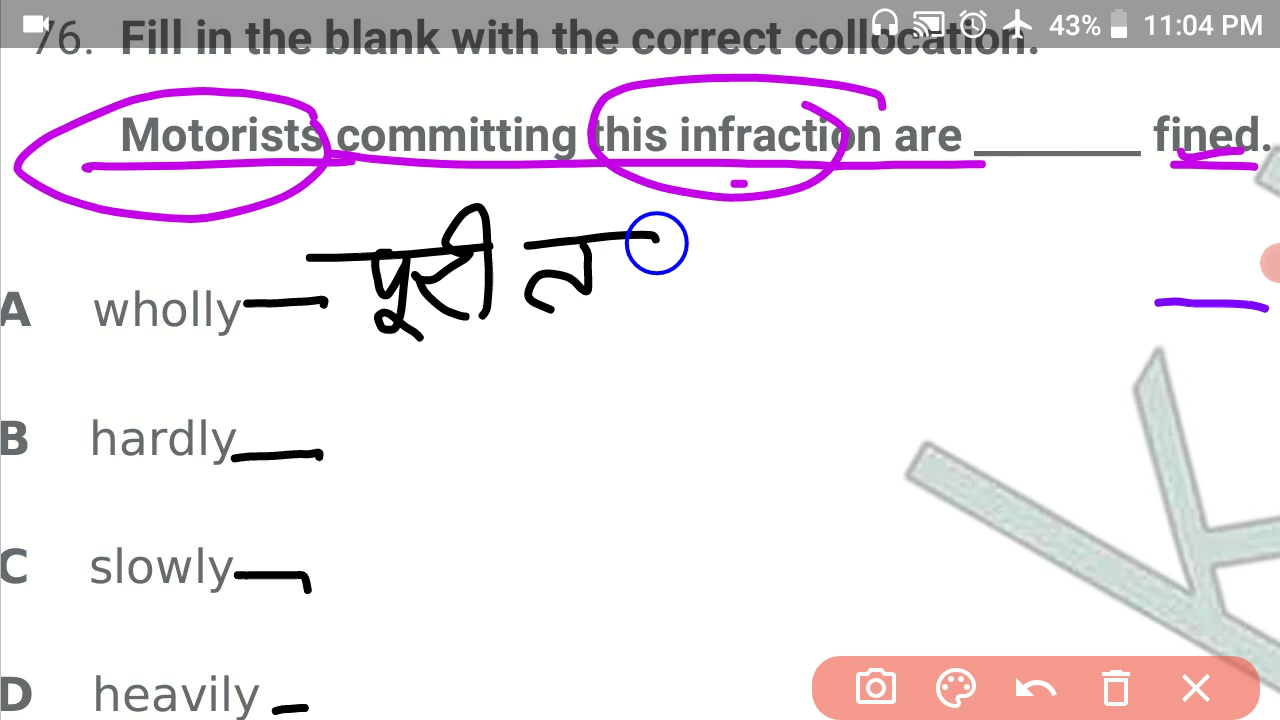 76. Fill in the blank with the correct collocation.
43% 11:04 PM
Motorists committing this infraction are ________ fined.
A wholly — पूरी त
B hardly
C slowly
D heavily